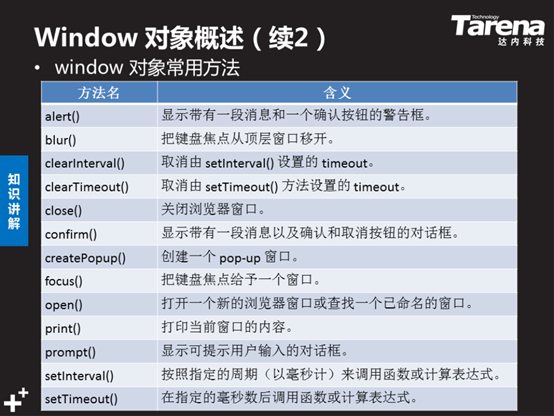 Window 对象概述（续2）
Technology
Tarena
达内科技
• window 对象常用方法
方法名 含义
alert() 显示带有一段消息和一个确认按钮的警告框。
blur() 把键盘焦点从顶层窗口移开。
clearInterval() 取消由 setInterval() 设置的 timeout。
clearTimeout() 取消由 setTimeout() 方法设置的 timeout。
close() 关闭浏览器窗口。
confirm() 显示带有一段消息以及确认和取消按钮的对话框。
createPopup() 创建一个 pop-up 窗口。
focus() 把键盘焦点给予一个窗口。
open() 打开一个新的浏览器窗口或查找一个已命名的窗口。
print() 打印当前窗口的内容。
prompt() 显示可提示用户输入的对话框。
setInterval() 按照指定的周期（以毫秒计）来调用函数或计算表达式。
setTimeout() 在指定的毫秒数后调用函数或计算表达式。
知识讲解